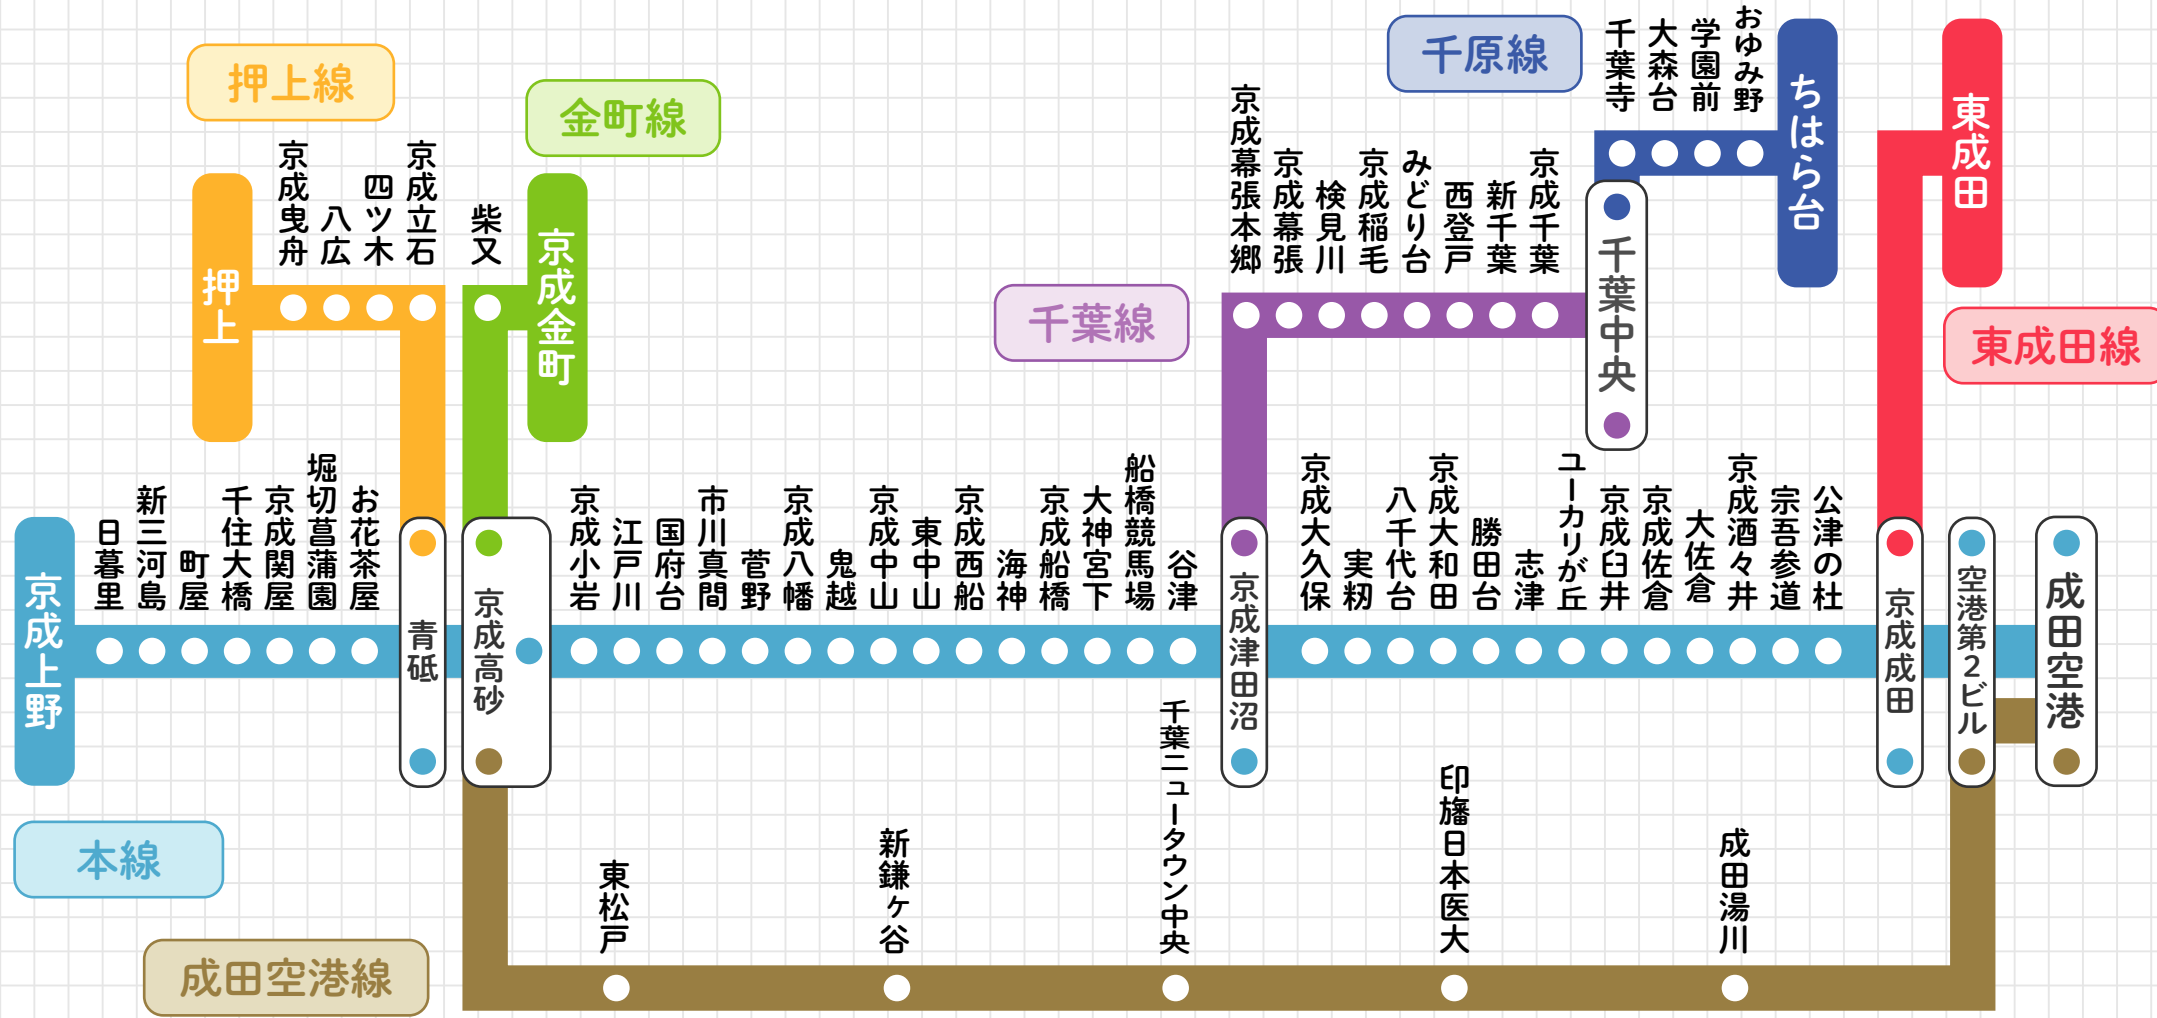 押上線
押上
京成曳舟
八広
四ツ木
京成立石
金町線
柴又
京成金町
千原線
千葉寺
大森台
学園前
おゆみ野
ちはら台
東成田
東成田線
千葉線
京成幕張本郷
京成幕張
検見川
京成稲毛
みどり台
西登戸
新千葉
京成千葉
千葉中央
京成上野
日暮里
新三河島
町屋
千住大橋
京成関屋
堀切菖蒲園
お花茶屋
青砥
京成高砂
京成小岩
江戸川
国府台
市川真間
菅野
京成八幡
鬼越
京成中山
東中山
京成西船
海神
京成船橋
大神宮下
船橋競馬場
谷津
京成津田沼
京成大久保
実籾
八千代台
京成大和田
勝田台
志津
ユーカリが丘
京成臼井
京成佐倉
大佐倉
京成酒々井
宗吾参道
公津の杜
京成成田
空港第2ビル
成田空港
本線
成田空港線
東松戸
新鎌ヶ谷
千葉ニュータウン中央
印旛日本医大
成田湯川